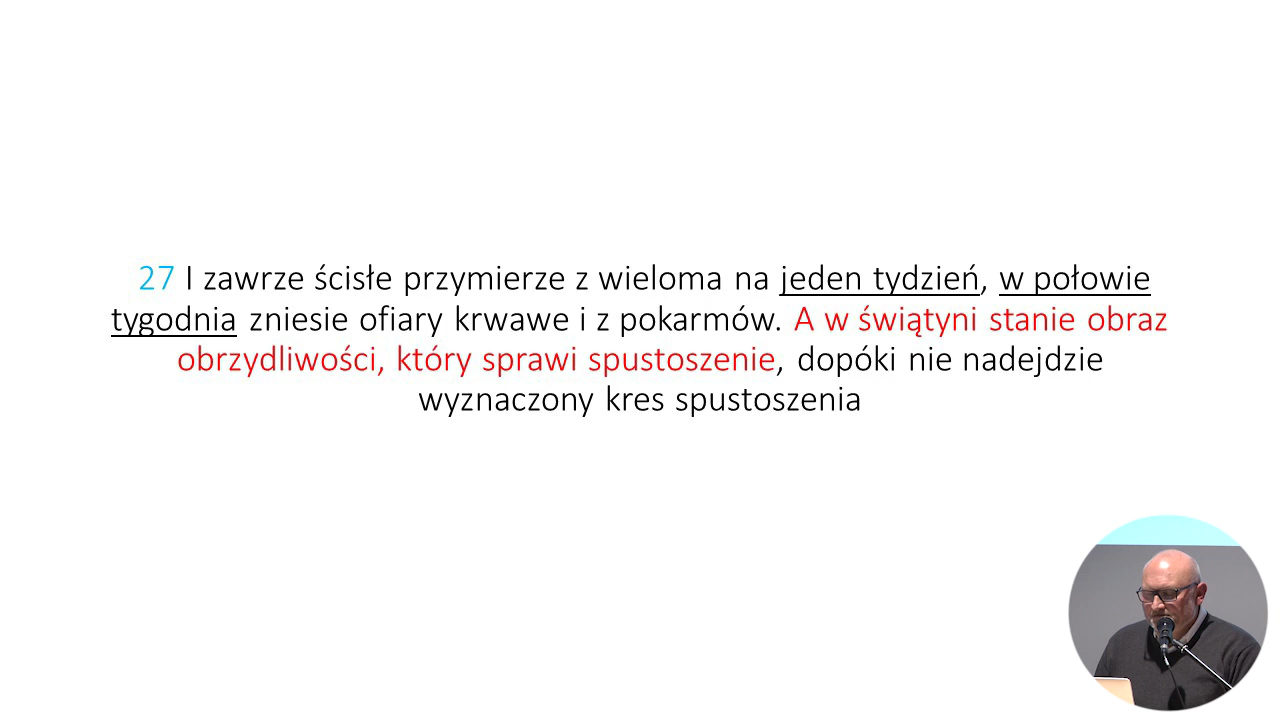 27 I zawrze ścisłe przymierze z wieloma na jeden tydzień, w połowie
tygodnia zniesie ofiary krwawe i z pokarmów. A w świątyni stanie obraz
obrzydliwości, który sprawi spustoszenie, dopóki nie nadejdzie
wyznaczony kres spustoszenia